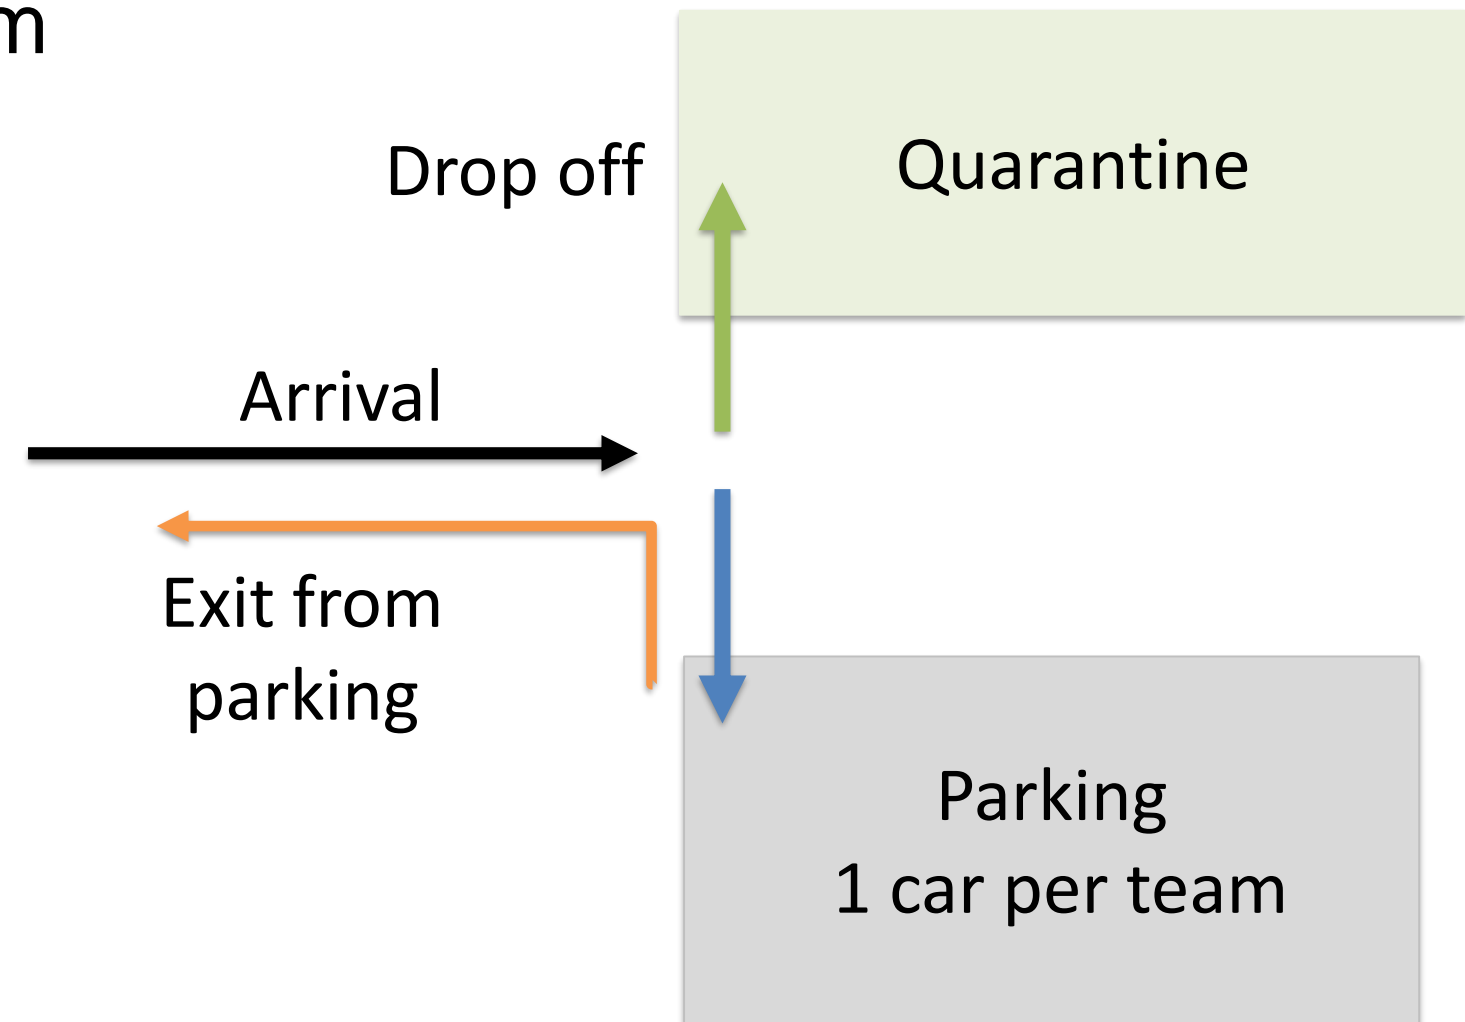 m
Drop off
Quarantine
Arrival
Exit from
parking
Parking
1 car per team